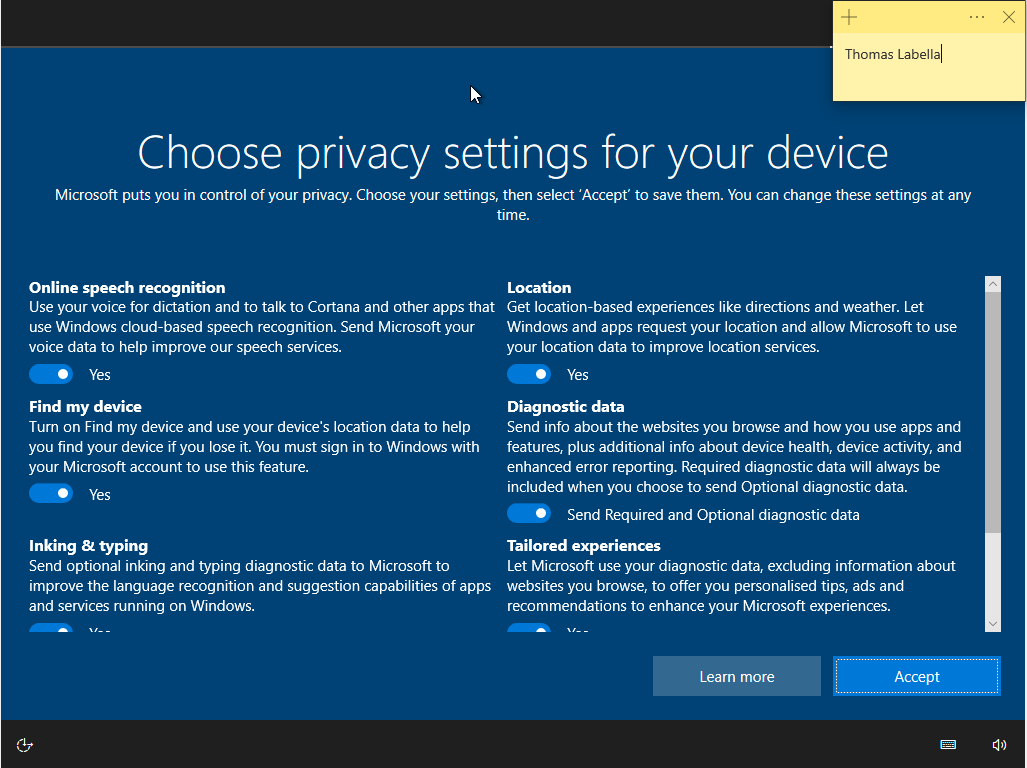 Thomas Labella
Choose privacy settings for your device
Microsoft puts you in control of your privacy. Choose your settings, then select ‘Accept’ to save them. You can change these settings at any
time.
Online speech recognition
Use your voice for dictation and to talk to Cortana and other apps that
use Windows cloud-based speech recognition. Send Microsoft your
voice data to help improve our speech services.
Yes
Find my device
Turn on Find my device and use your device’s location data to help
you find your device if you lose it. You must sign in to Windows with
your Microsoft account to use this feature.
Yes
Inking & typing
Send optional inking and typing diagnostic data to Microsoft to
improve the language recognition and suggestion capabilities of apps
and services running on Windows.
Yes
Location
Get location-based experiences like directions and weather. Let
Windows and apps request your location and allow Microsoft to use
your location data to improve location services.
Yes
Diagnostic data
Send info about the websites you browse and how you use apps and
features, plus additional info about device health, device activity, and
enhanced error reporting. Required diagnostic data will always be
included when you choose to send Optional diagnostic data.
Send Required and Optional diagnostic data
Tailored experiences
Let Microsoft use your diagnostic data, excluding information about
websites you browse, to offer you personalised tips, ads and
recommendations to enhance your Microsoft experiences.
Yes
Learn more
Accept